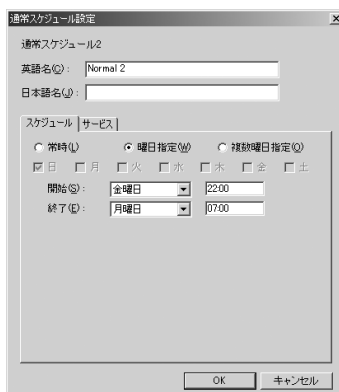 通常スケジュール設定
通常スケジュール2
英語名(C): Normal 2
日本語名(J):
スケジュール サービス
常時(L) 曜日指定(W) 複数曜日指定(O)
日 月 火 水 木 金 土
開始(S): 金曜日 22:00
終了(E): 月曜日 07:00
OK キャンセル